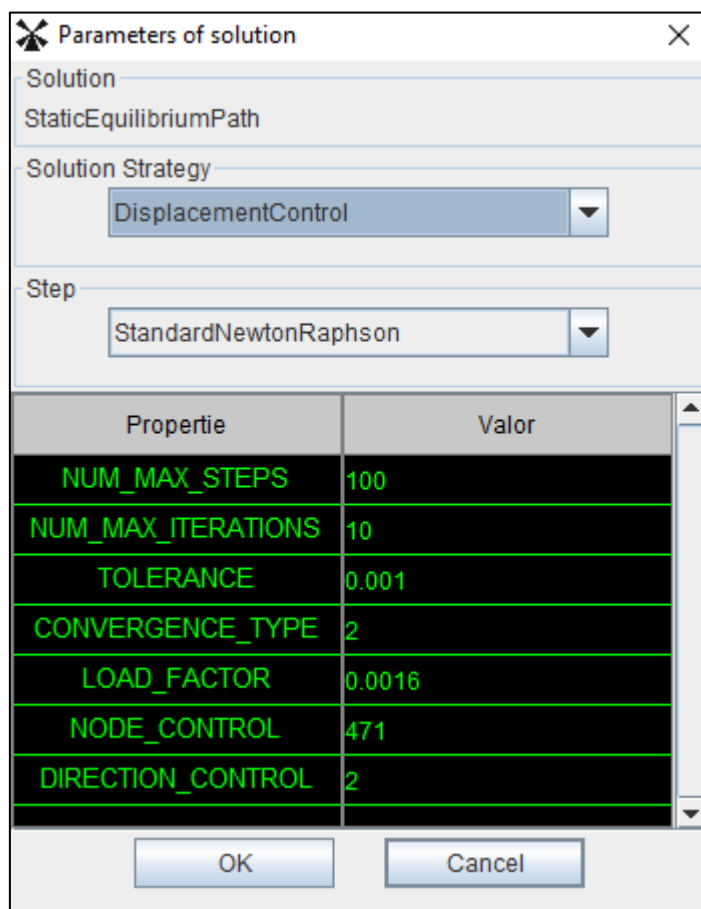 Parameters of solution
Solution
StaticEquilibriumPath
Solution Strategy
DisplacementControl
Step
StandardNewtonRaphson
Propertie Valor
NUM_MAX_STEPS 100
NUM_MAX_ITERATIONS 10
TOLERANCE 0.001
CONVERGENCE_TYPE 2
LOAD_FACTOR 0.0016
NODE_CONTROL 471
DIRECTION_CONTROL 2
OK Cancel